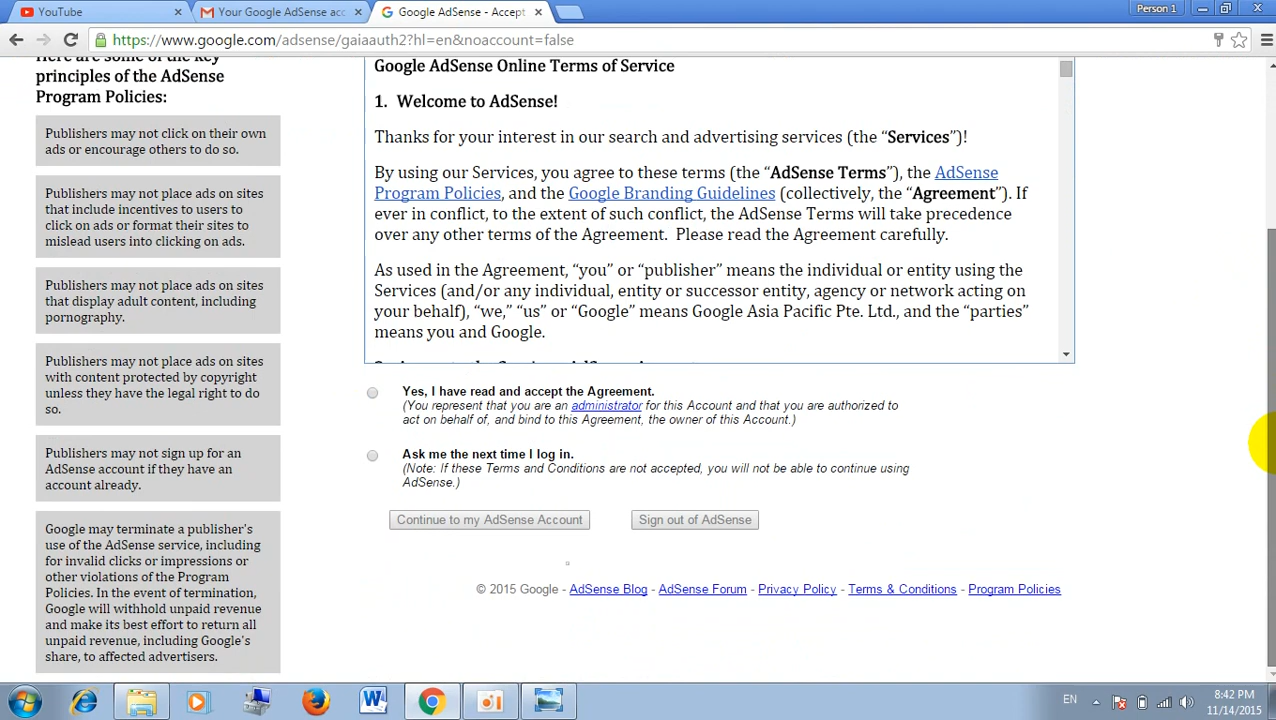 YouTube
Your Google AdSense acc
Google AdSense - Accept
Person 1
https://www.google.com/adsense/gaiaauth2?hl=en&noaccount=false
Here are some of the key
principles of the AdSense
Program Policies:
Publishers may not click on their own
ads or encourage others to do so.
Publishers may not place ads on sites
that include incentives to users to
click on ads or format their sites to
mislead users into clicking on ads.
Publishers may not place ads on sites
that display adult content, including
pornography.
Publishers may not place ads on sites
with content protected by copyright
unless they have the legal right to do
so.
Publishers may not sign up for an
AdSense account if they have an
account already.
Google may terminate a publisher's
use of the AdSense service, including
for invalid clicks or impressions or
other violations of the Program
Policies. In the event of termination,
Google will withhold unpaid revenue
and make its best effort to return all
unpaid revenue, including Google's
share, to affected advertisers.
Google AdSense Online Terms of Service
1. Welcome to AdSense!
Thanks for your interest in our search and advertising services (the “Services”)!
By using our Services, you agree to these terms (the “AdSense Terms”), the AdSense
Program Policies, and the Google Branding Guidelines (collectively, the “Agreement”). If
ever in conflict, to the extent of such conflict, the AdSense Terms will take precedence
over any other terms of the Agreement. Please read the Agreement carefully.
As used in the Agreement, “you” or “publisher” means the individual or entity using the
Services (and/or any individual, entity or successor entity, agency or network acting on
your behalf), “we,” “us” or “Google” means Google Asia Pacific Pte. Ltd., and the “parties”
means you and Google.
Yes, I have read and accept the Agreement.
(You represent that you are an administrator for this Account and that you are authorized to
act on behalf of, and bind to this Agreement, the owner of this Account.)
Ask me the next time I log in.
(Note: If these Terms and Conditions are not accepted, you will not be able to continue using
AdSense.)
Continue to my AdSense Account
Sign out of AdSense
© 2015 Google - AdSense Blog - AdSense Forum - Privacy Policy - Terms & Conditions - Program Policies
EN
8:42 PM
11/14/2015